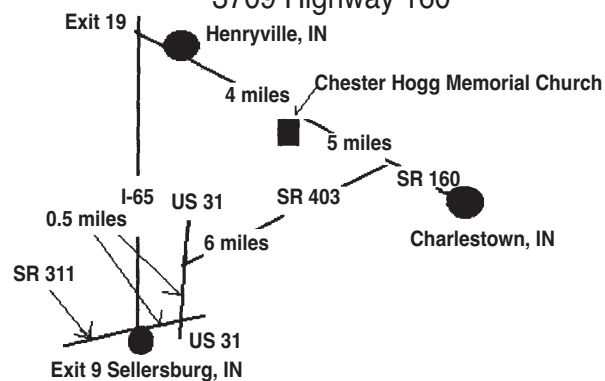 3709 Highway 160
Exit 19
Henryville, IN
4 miles
Chester Hogg Memorial Church
5 miles
SR 160
I-65
US 31
SR 403
0.5 miles
6 miles
Charlestown, IN
SR 311
US 31
Exit 9 Sellersburg, IN